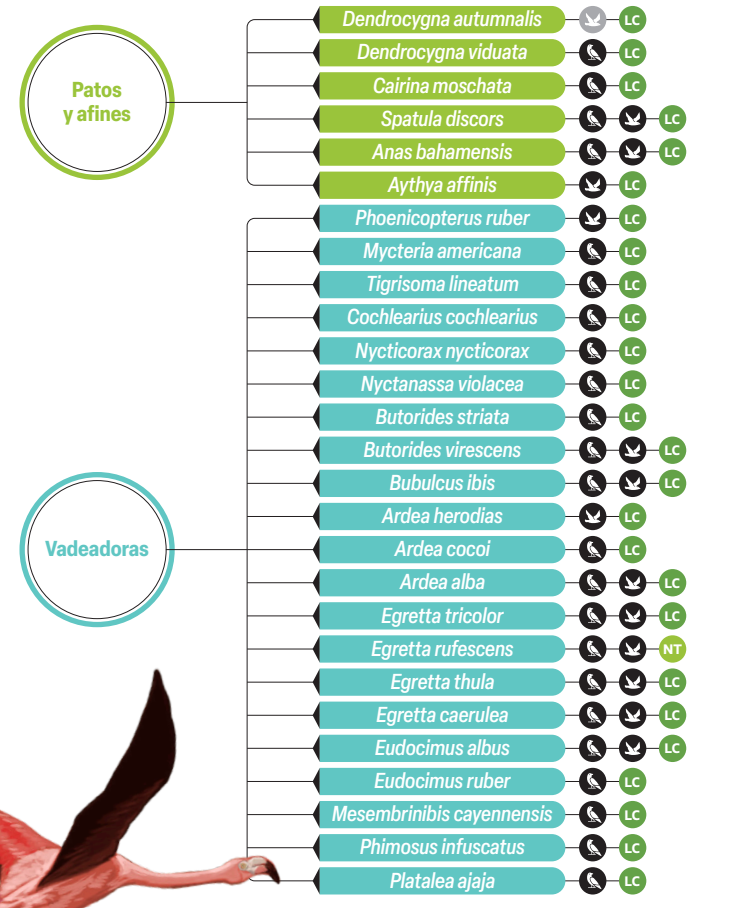 Patos
y afines
Dendrocygna autumnalis LC
Dendrocygna viduata LC
Cairina moschata LC
Spatula discors LC
Anas bahamensis LC
Aythya affinis LC
Vadeadoras
Phoenicopterus ruber LC
Mycteria americana LC
Tigrisoma lineatum LC
Cochlearius cochlearius LC
Nycticorax nycticorax LC
Nyctanassa violacea LC
Butorides striata LC
Butorides virescens LC
Bubulcus ibis LC
Ardea herodias LC
Ardea cocoi LC
Ardea alba LC
Egretta tricolor LC
Egretta rufescens NT
Egretta thula LC
Egretta caerulea LC
Eudocimus albus LC
Eudocimus ruber LC
Mesembrinibis cayennensis LC
Phimosus infuscatus LC
Platalea ajaja LC